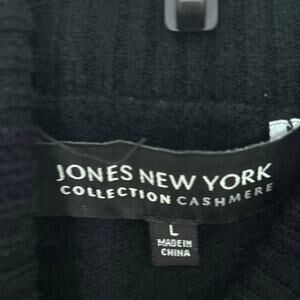 JONES NEW YORK
COLLECTION CASHMERE
L
MADE IN
CHINA